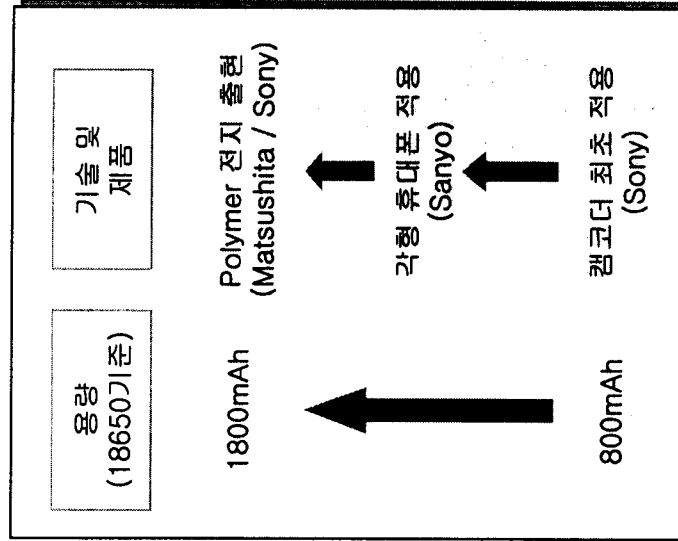 용량
(18650기준)
기술 및
제품
1800mAh
Polymer 전지 출현
(Matsushita / Sony)
각형 휴대폰 적용
(Sanyo)
800mAh
캠코더 최초 적용
(Sony)